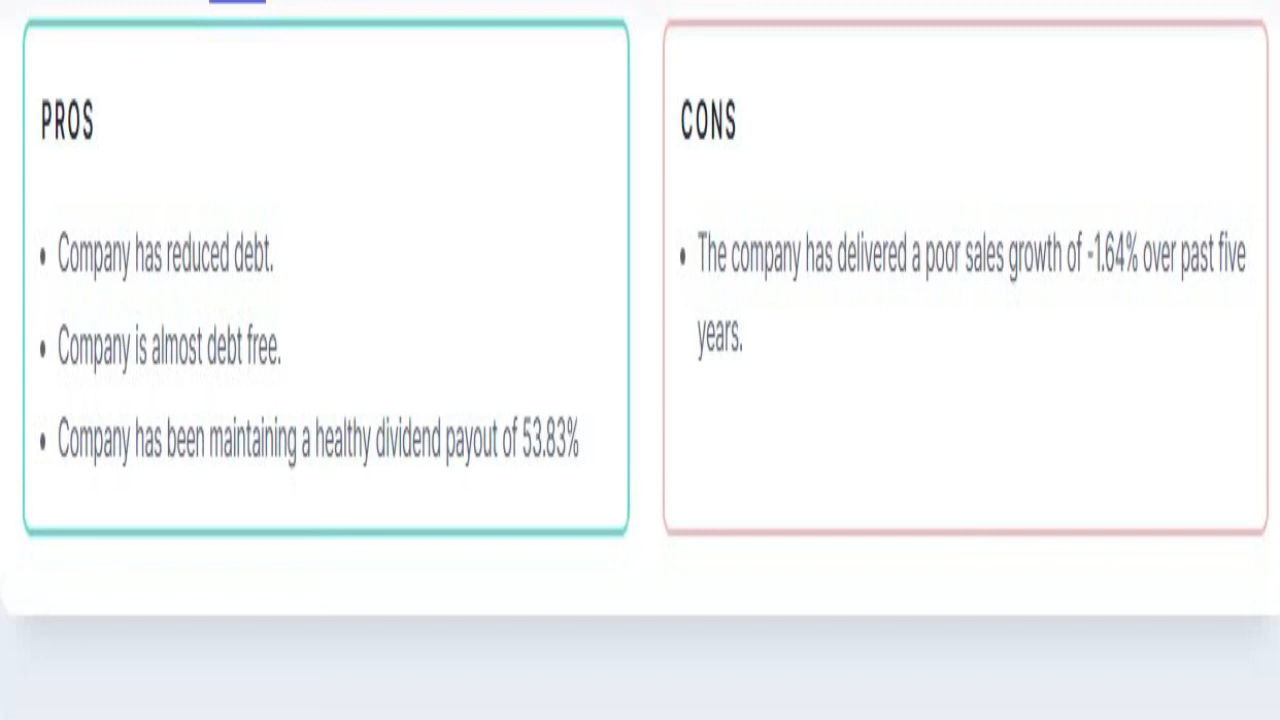 PROS
Company has reduced debt.
Company is almost debt free.
Company has been maintaining a healthy dividend payout of 53.83%
CONS
The company has delivered a poor sales growth of -1.64% over past five
years.